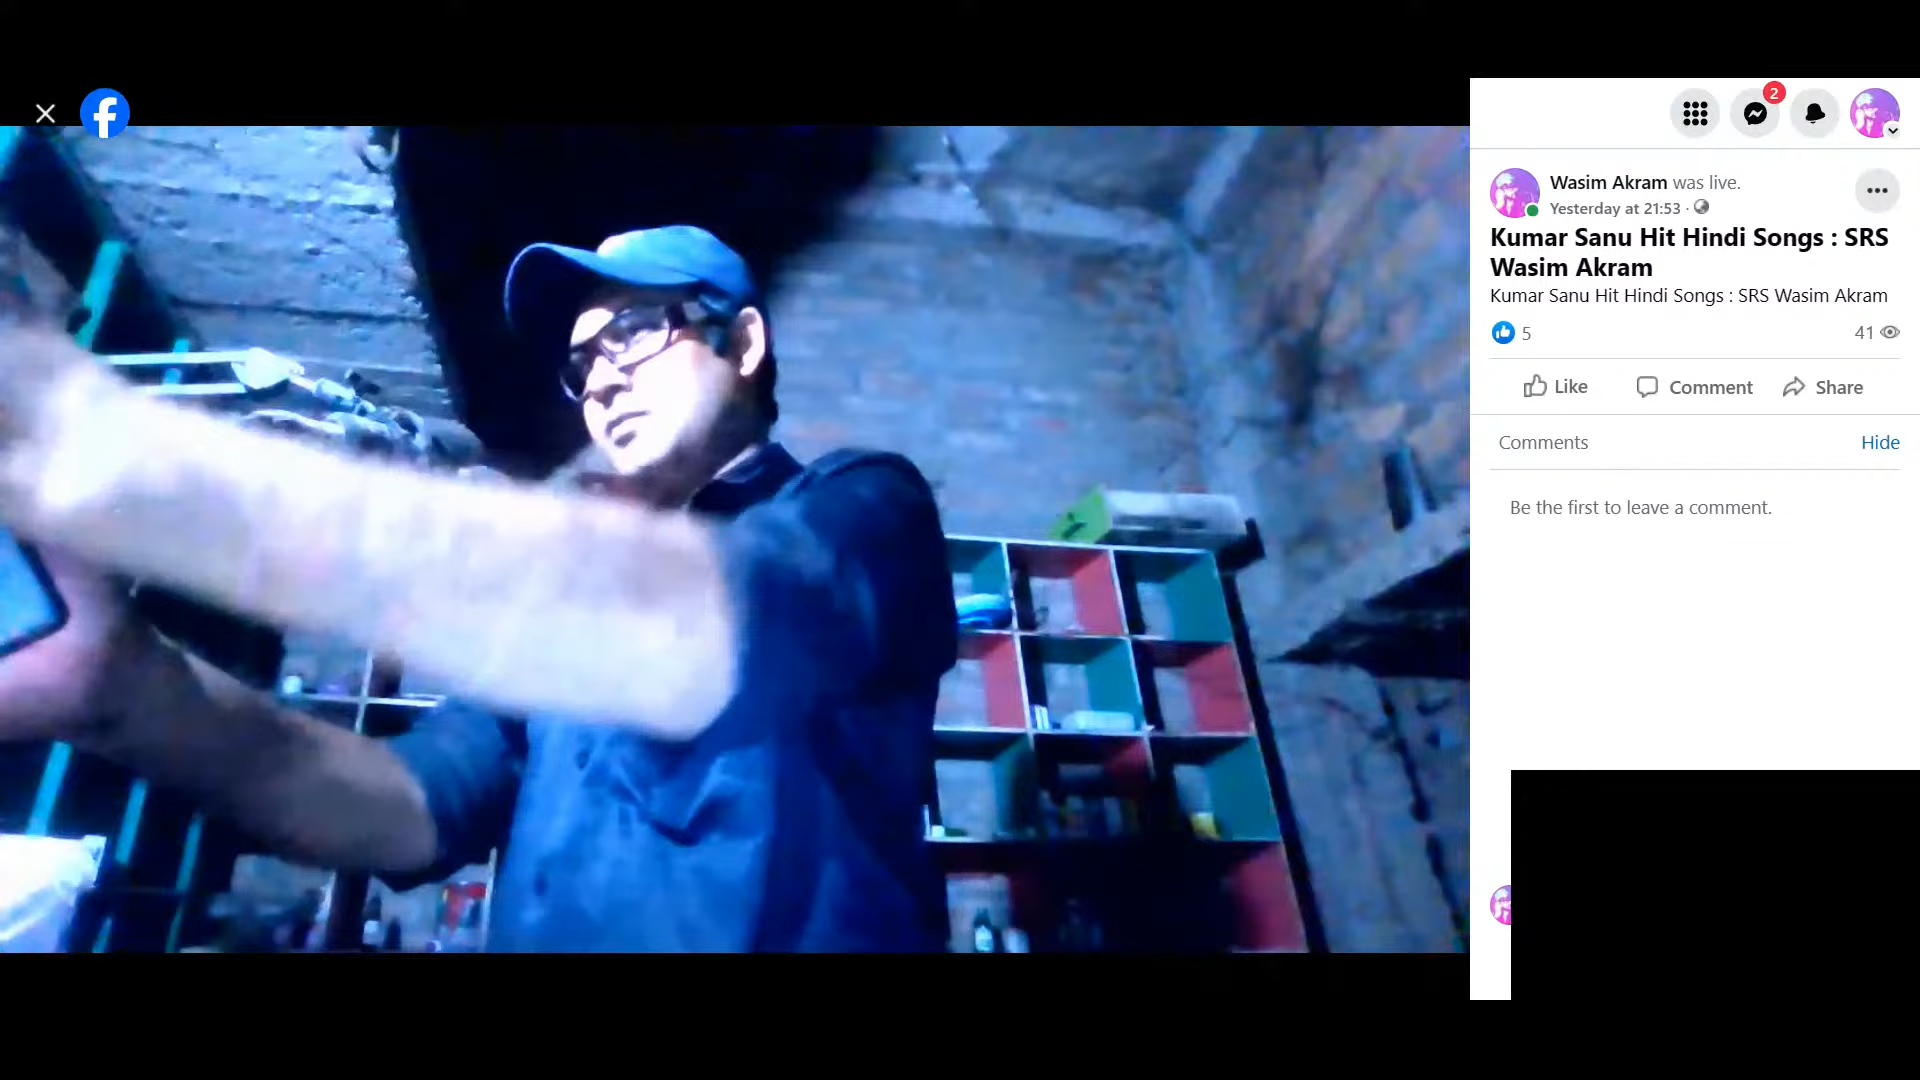 2
Wasim Akram was live.
Yesterday at 21:53 ·
Kumar Sanu Hit Hindi Songs : SRS
Wasim Akram
Kumar Sanu Hit Hindi Songs : SRS Wasim Akram
5
41
Like
Comment
Share
Comments
Hide
Be the first to leave a comment.